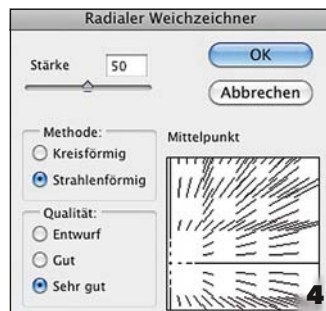 Radialer Weichzeichner
Stärke 50
OK
Abbrechen
Methode:
Kreisförmig
Strahlenförmig
Qualität:
Entwurf
Gut
Sehr gut
Mittelpunkt
4